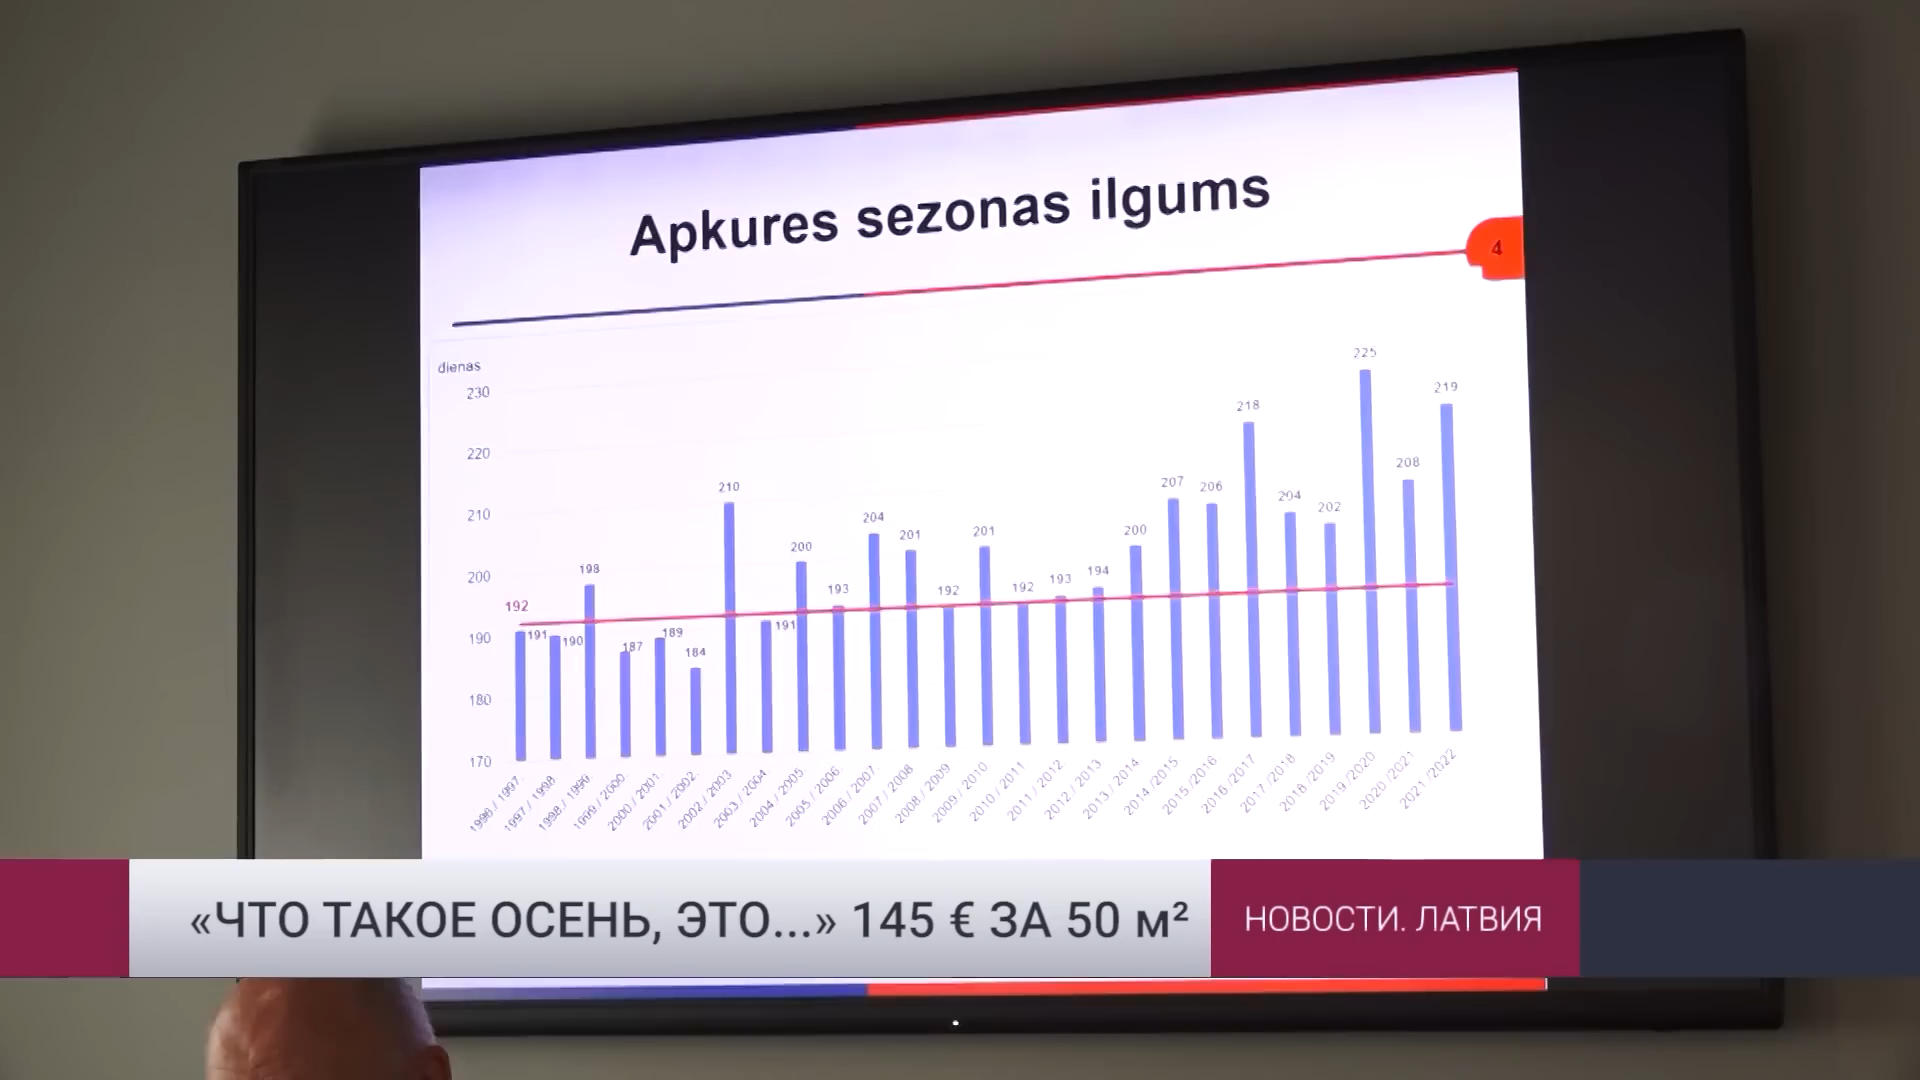 Apkures sezonas ilgums
4
dienas
230
220
210
200
190
180
170
192
191
190
198
187
189
184
210
191
200
193
204
201
192
201
192
193
194
200
207
206
218
204
202
225
208
219
1996 / 1997
1997 / 1998
1998 / 1999
1999 / 2000
2000 / 2001
2001 / 2002
2002 / 2003
2003 / 2004
2004 / 2005
2005 / 2006
2006 / 2007
2007 / 2008
2008 / 2009
2009 / 2010
2010 / 2011
2011 / 2012
2012 / 2013
2013 / 2014
2014 /2015
2015 /2016
2016 /2017
2017 /2018
2018 /2019
2019 /2020
2020 /2021
2021 /2022
«ЧТО ТАКОЕ ОСЕНЬ, ЭТО...» 145 € ЗА 50 м²
НОВОСТИ. ЛАТВИЯ